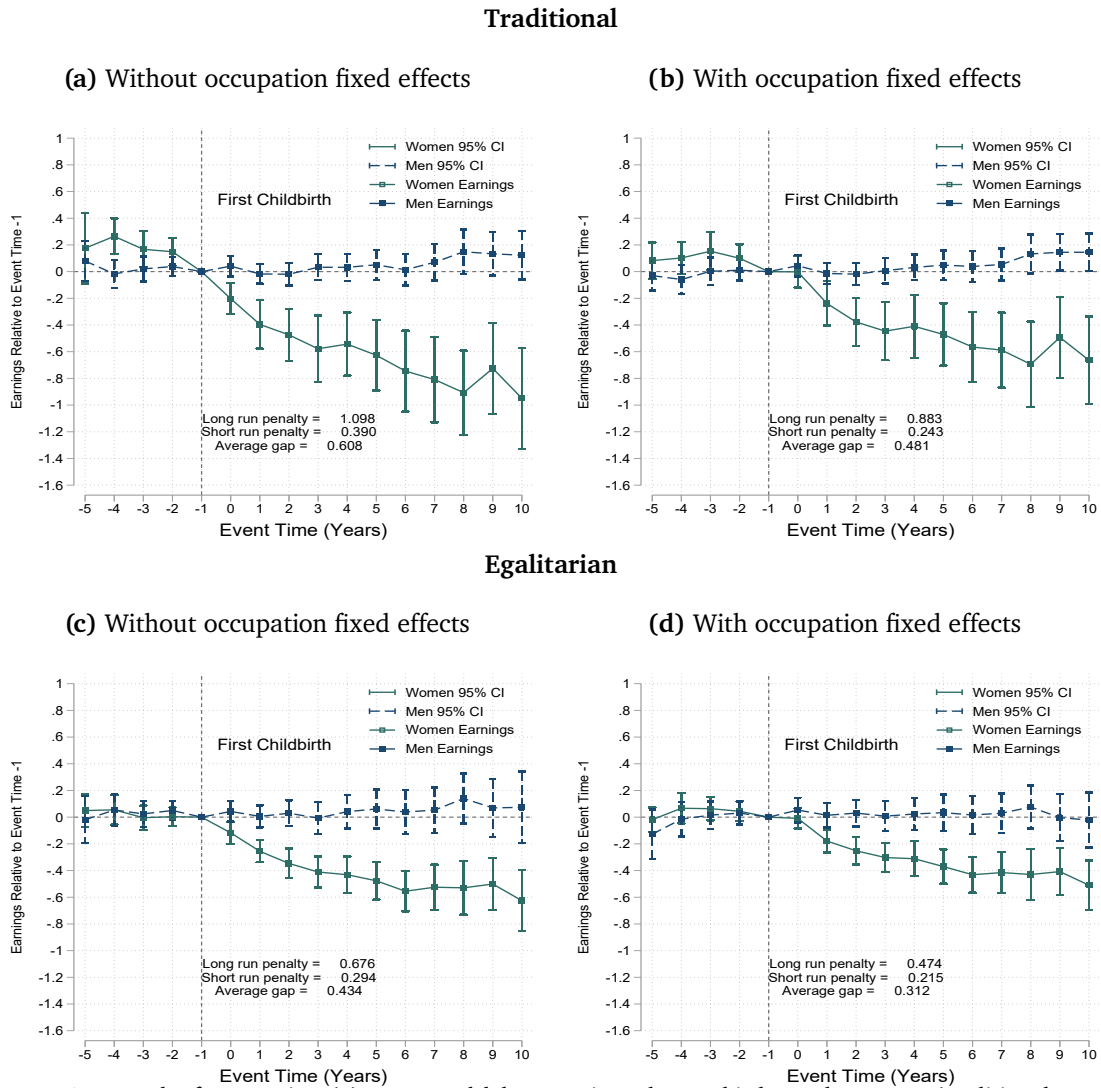 Traditional
(a) Without occupation fixed effects
1
.8
.6
.4
.2
0
-.2
-.4
-.6
-.8
-1
-1.2
-1.4
-1.6
Earnings Relative to Event Time -1
Women 95% CI
Men 95% CI
Women Earnings
Men Earnings
First Childbirth
Long run penalty = 1.098
Short run penalty = 0.390
Average gap = 0.608
-5 -4 -3 -2 -1 0 1 2 3 4 5 6 7 8 9 10
Event Time (Years)
(b) With occupation fixed effects
1
.8
.6
.4
.2
0
-.2
-.4
-.6
-.8
-1
-1.2
-1.4
-1.6
Earnings Relative to Event Time -1
Women 95% CI
Men 95% CI
Women Earnings
Men Earnings
First Childbirth
Long run penalty = 0.883
Short run penalty = 0.243
Average gap = 0.481
-5 -4 -3 -2 -1 0 1 2 3 4 5 6 7 8 9 10
Event Time (Years)
Egalitarian
(c) Without occupation fixed effects
1
.8
.6
.4
.2
0
-.2
-.4
-.6
-.8
-1
-1.2
-1.4
-1.6
Earnings Relative to Event Time -1
Women 95% CI
Men 95% CI
Women Earnings
Men Earnings
First Childbirth
Long run penalty = 0.676
Short run penalty = 0.294
Average gap = 0.434
-5 -4 -3 -2 -1 0 1 2 3 4 5 6 7 8 9 10
Event Time (Years)
(d) With occupation fixed effects
1
.8
.6
.4
.2
0
-.2
-.4
-.6
-.8
-1
-1.2
-1.4
-1.6
Earnings Relative to Event Time -1
Women 95% CI
Men 95% CI
Women Earnings
Men Earnings
First Childbirth
Long run penalty = 0.474
Short run penalty = 0.215
Average gap = 0.312
-5 -4 -3 -2 -1 0 1 2 3 4 5 6 7 8 9 10
Event Time (Years)